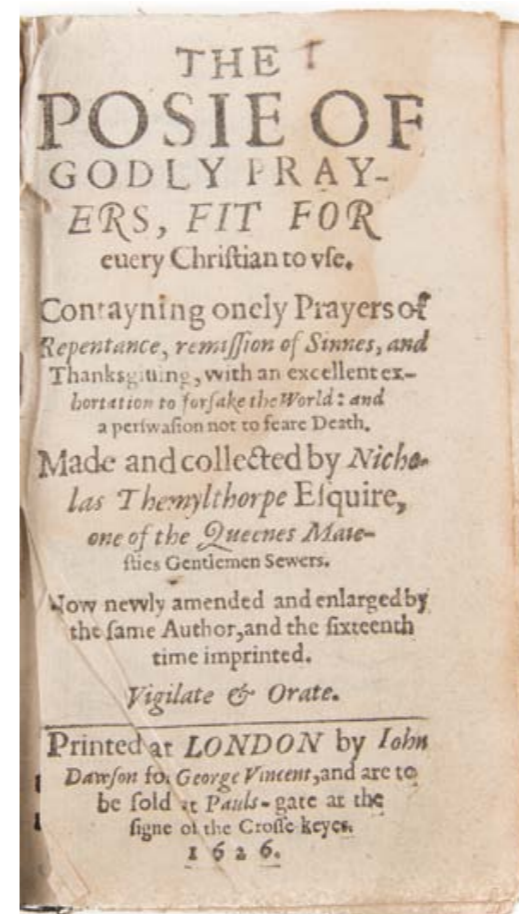 THE
POSIE OF
GODLY PRAY-
ERS, FIT FOR
euery Chriſtian to vſe.
Contayning onely Prayers of
Repentance, remiſſion of Sinnes, and
Thankſgiuing, with an excellent ex-
hortation to forſake the World: and
a perſwaſion not to feare Death.
Made and collected by Nicho-
las Themylthorpe Eſquire,
one of the Queenes Maie-
ſties Gentlemen Sewers.
Now newly amended and enlarged by
the ſame Author, and the ſixteenth
time imprinted.
Vigilate & Orate.
Printed at LONDON by Iohn
Dawſon for George Vincent, and are to
be ſold at Pauls-gate at the
ſigne of the Croſſe keyes.
1626.